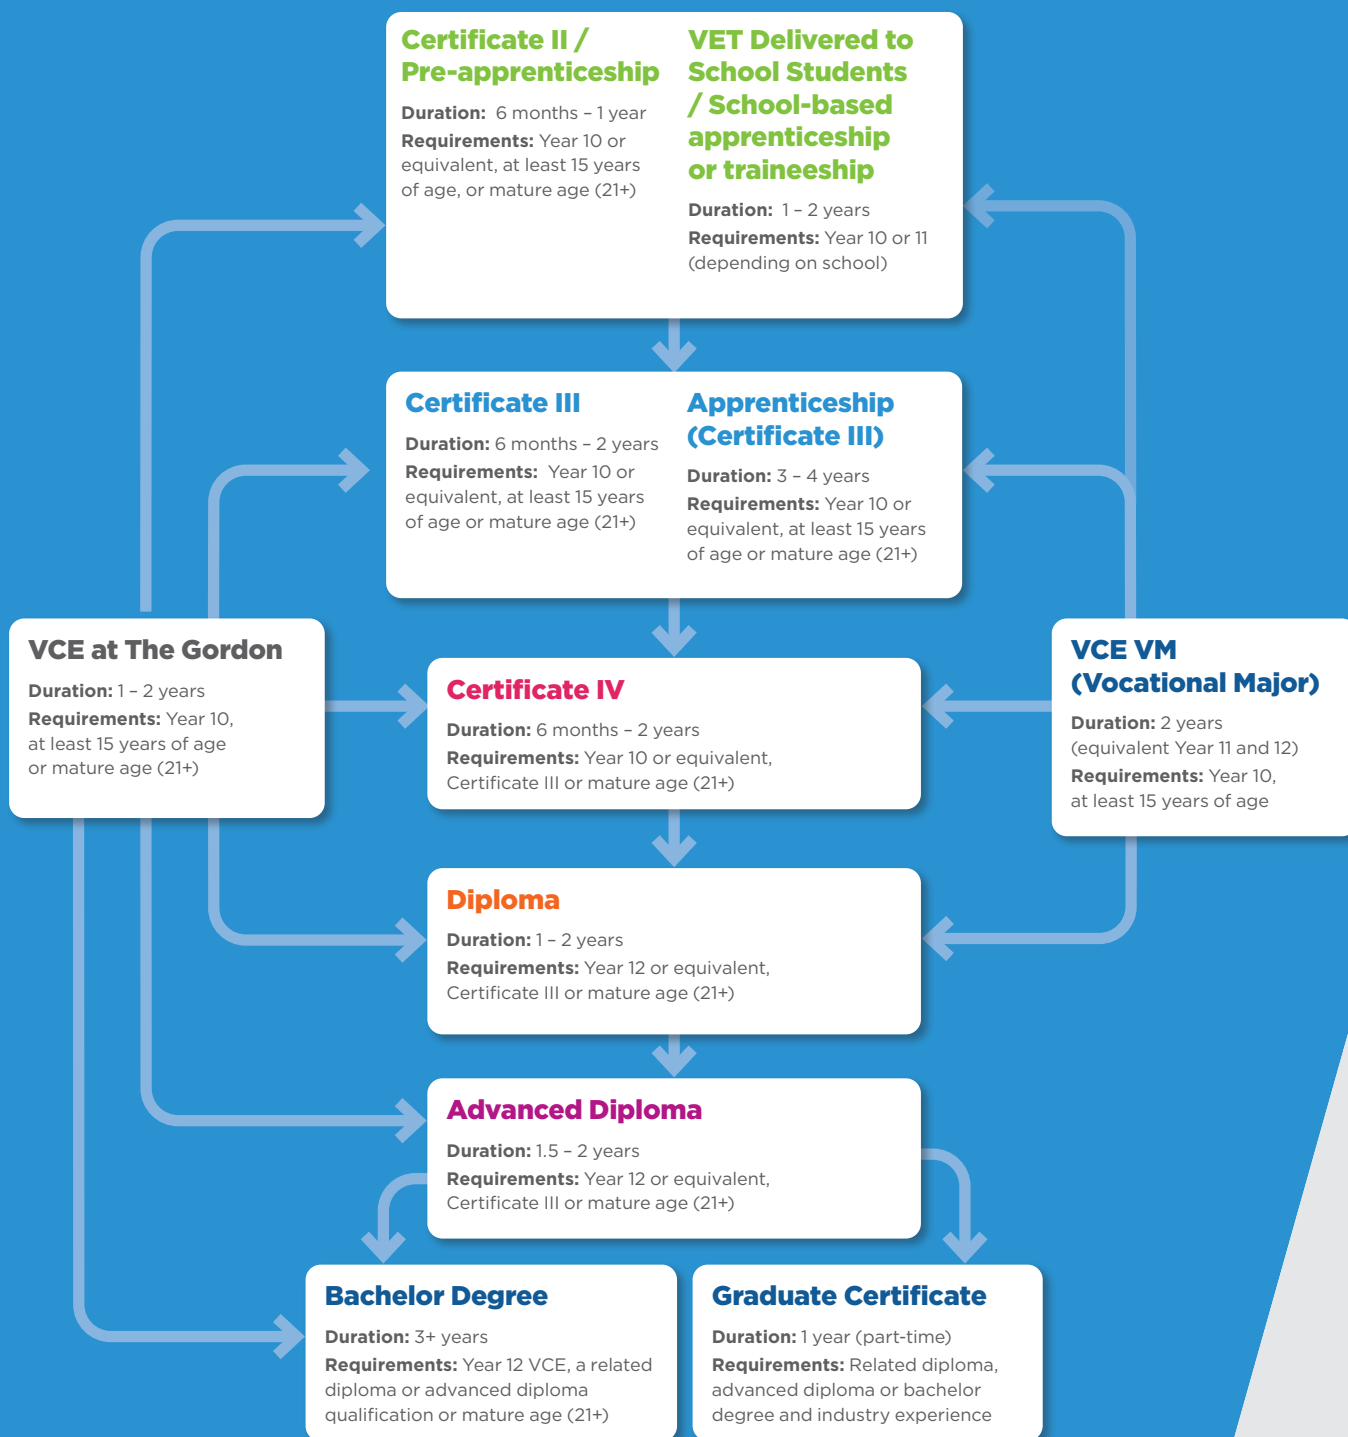 Certificate II /
Pre-apprenticeship
Duration: 6 months – 1 year
Requirements: Year 10 or
equivalent, at least 15 years
of age, or mature age (21+)
VET Delivered to
School Students
/ School-based
apprenticeship
or traineeship
Duration: 1 – 2 years
Requirements: Year 10 or 11
(depending on school)
Certificate III
Duration: 6 months – 2 years
Requirements: Year 10 or
equivalent, at least 15 years
of age or mature age (21+)
Apprenticeship
(Certificate III)
Duration: 3 – 4 years
Requirements: Year 10 or
equivalent, at least 15 years
of age or mature age (21+)
VCE at The Gordon
Duration: 1 – 2 years
Requirements: Year 10,
at least 15 years of age
or mature age (21+)
Certificate IV
Duration: 6 months – 2 years
Requirements: Year 10 or equivalent,
Certificate III or mature age (21+)
VCE VM
(Vocational Major)
Duration: 2 years
(equivalent Year 11 and 12)
Requirements: Year 10,
at least 15 years of age
Diploma
Duration: 1 – 2 years
Requirements: Year 12 or equivalent,
Certificate III or mature age (21+)
Advanced Diploma
Duration: 1.5 – 2 years
Requirements: Year 12 or equivalent,
Certificate III or mature age (21+)
Bachelor Degree
Duration: 3+ years
Requirements: Year 12 VCE, a related
diploma or advanced diploma
qualification or mature age (21+)
Graduate Certificate
Duration: 1 year (part-time)
Requirements: Related diploma,
advanced diploma or bachelor
degree and industry experience